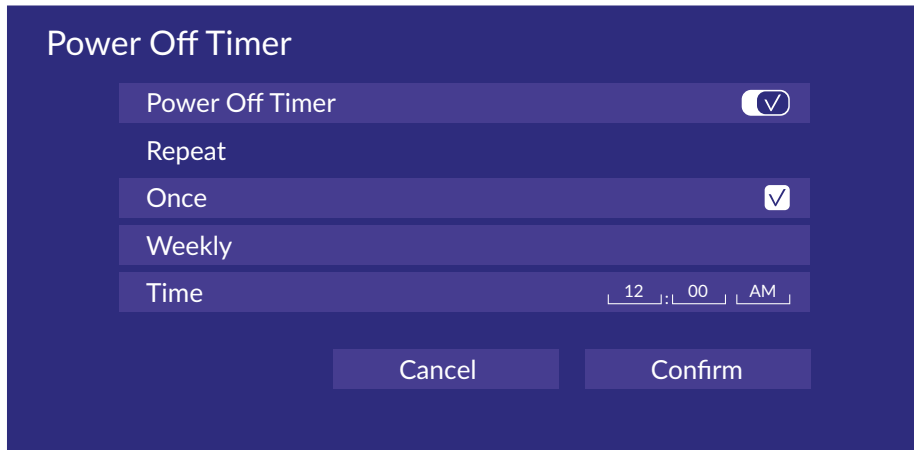 Power Off Timer
Power Off Timer
Repeat
Once
Weekly
Time 12 : 00 AM
Cancel Confirm